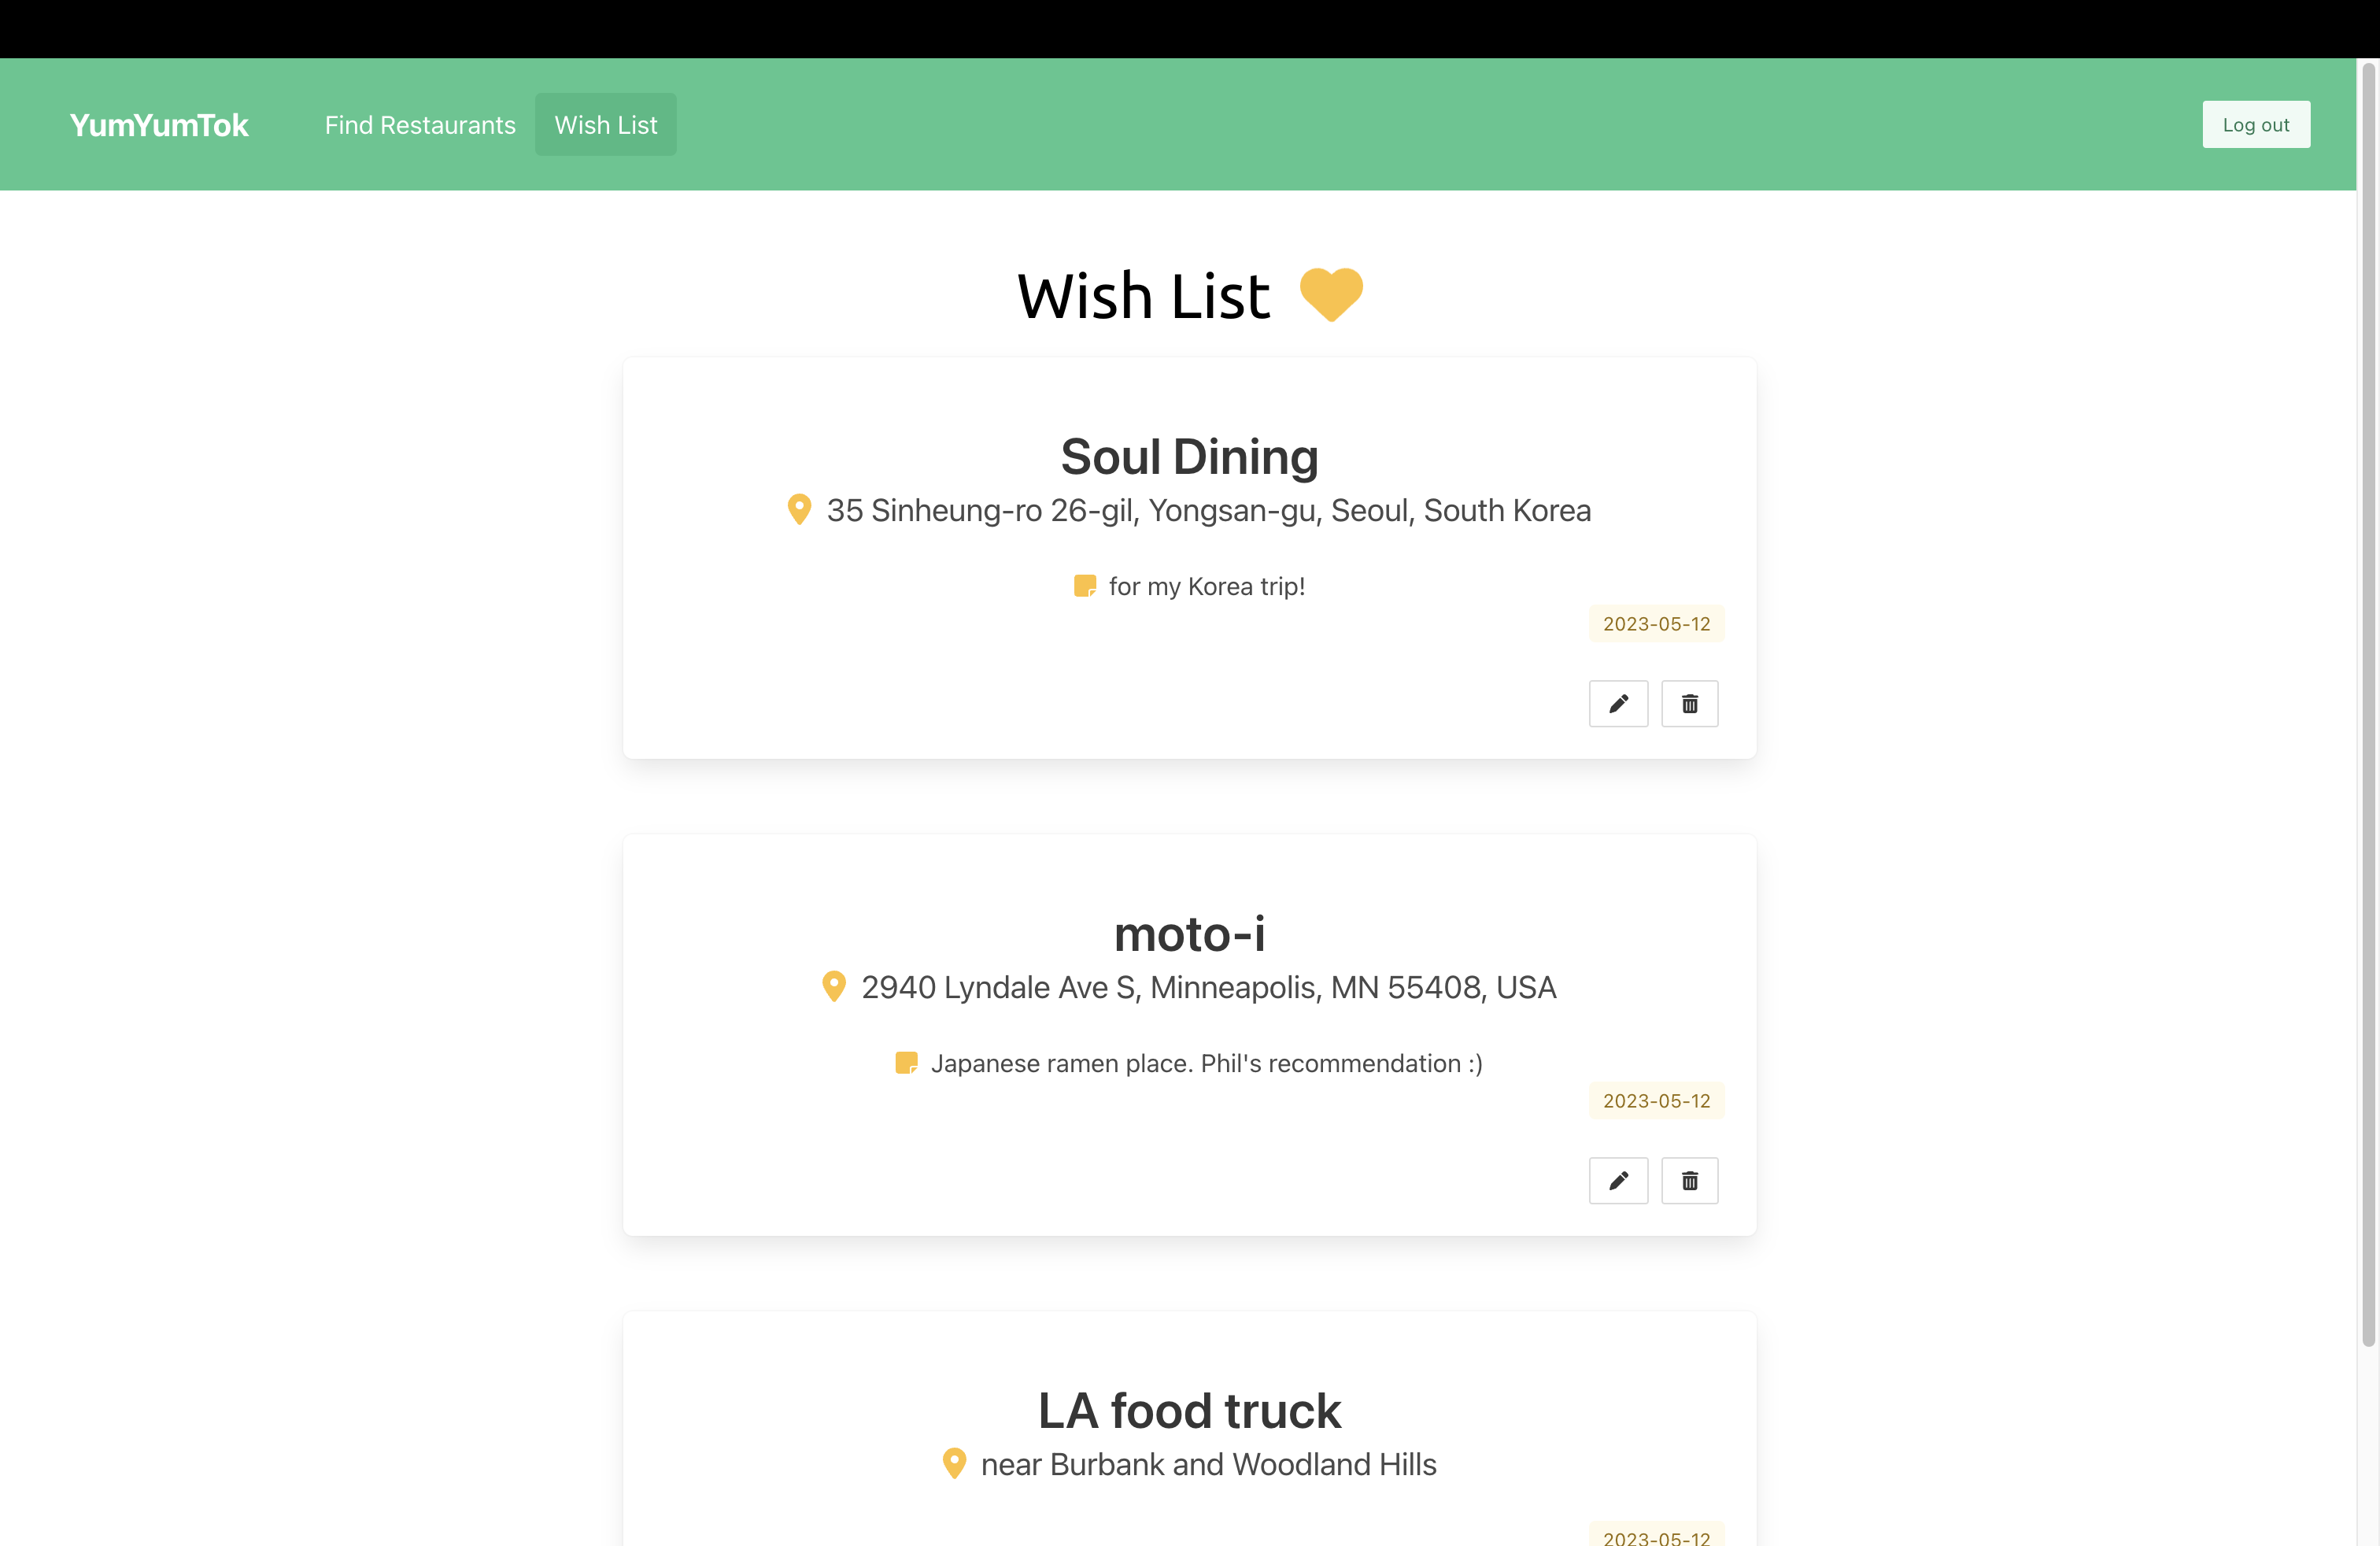 YumYumTok Find Restaurants Wish List Log out
Wish List
Soul Dining
35 Sinheung-ro 26-gil, Yongsan-gu, Seoul, South Korea
for my Korea trip!
2023-05-12
moto-i
2940 Lyndale Ave S, Minneapolis, MN 55408, USA
Japanese ramen place. Phil's recommendation :)
2023-05-12
LA food truck
near Burbank and Woodland Hills
2023-05-12